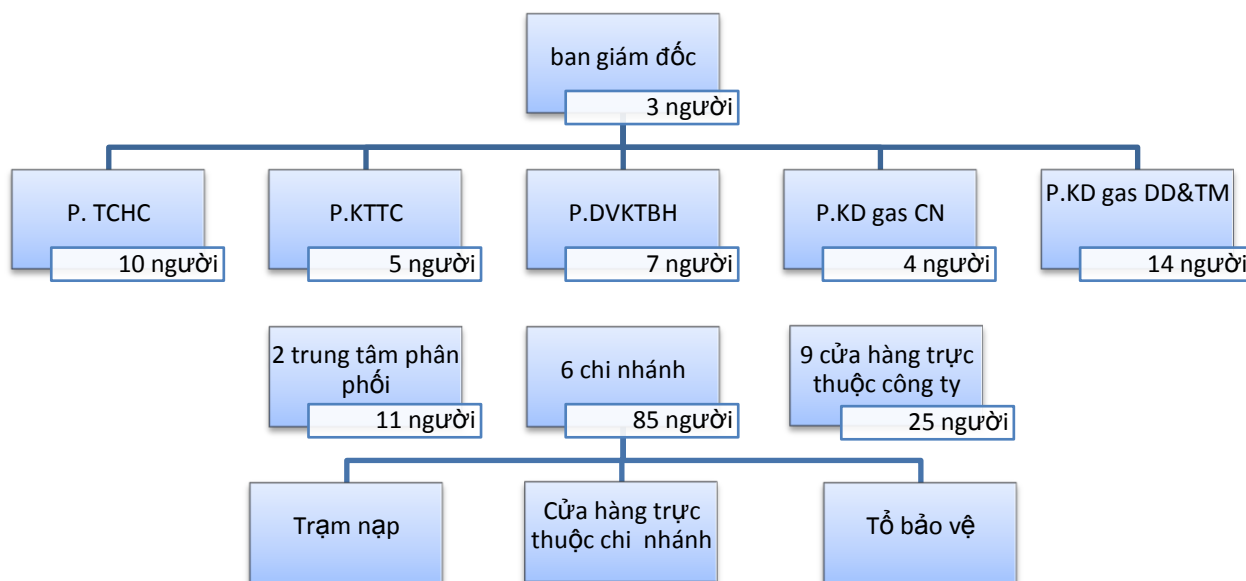 ban giám đốc
3 người
P. TCHC
10 người
P.KTTC
5 người
P.DVKTBH
7 người
P.KD gas CN
4 người
P.KD gas DD&TM
14 người
2 trung tâm phân
phối
11 người
6 chi nhánh
85 người
9 cửa hàng trực
thuộc công ty
25 người
Trạm nạp
Cửa hàng trực
thuộc chi nhánh
Tổ bảo vệ